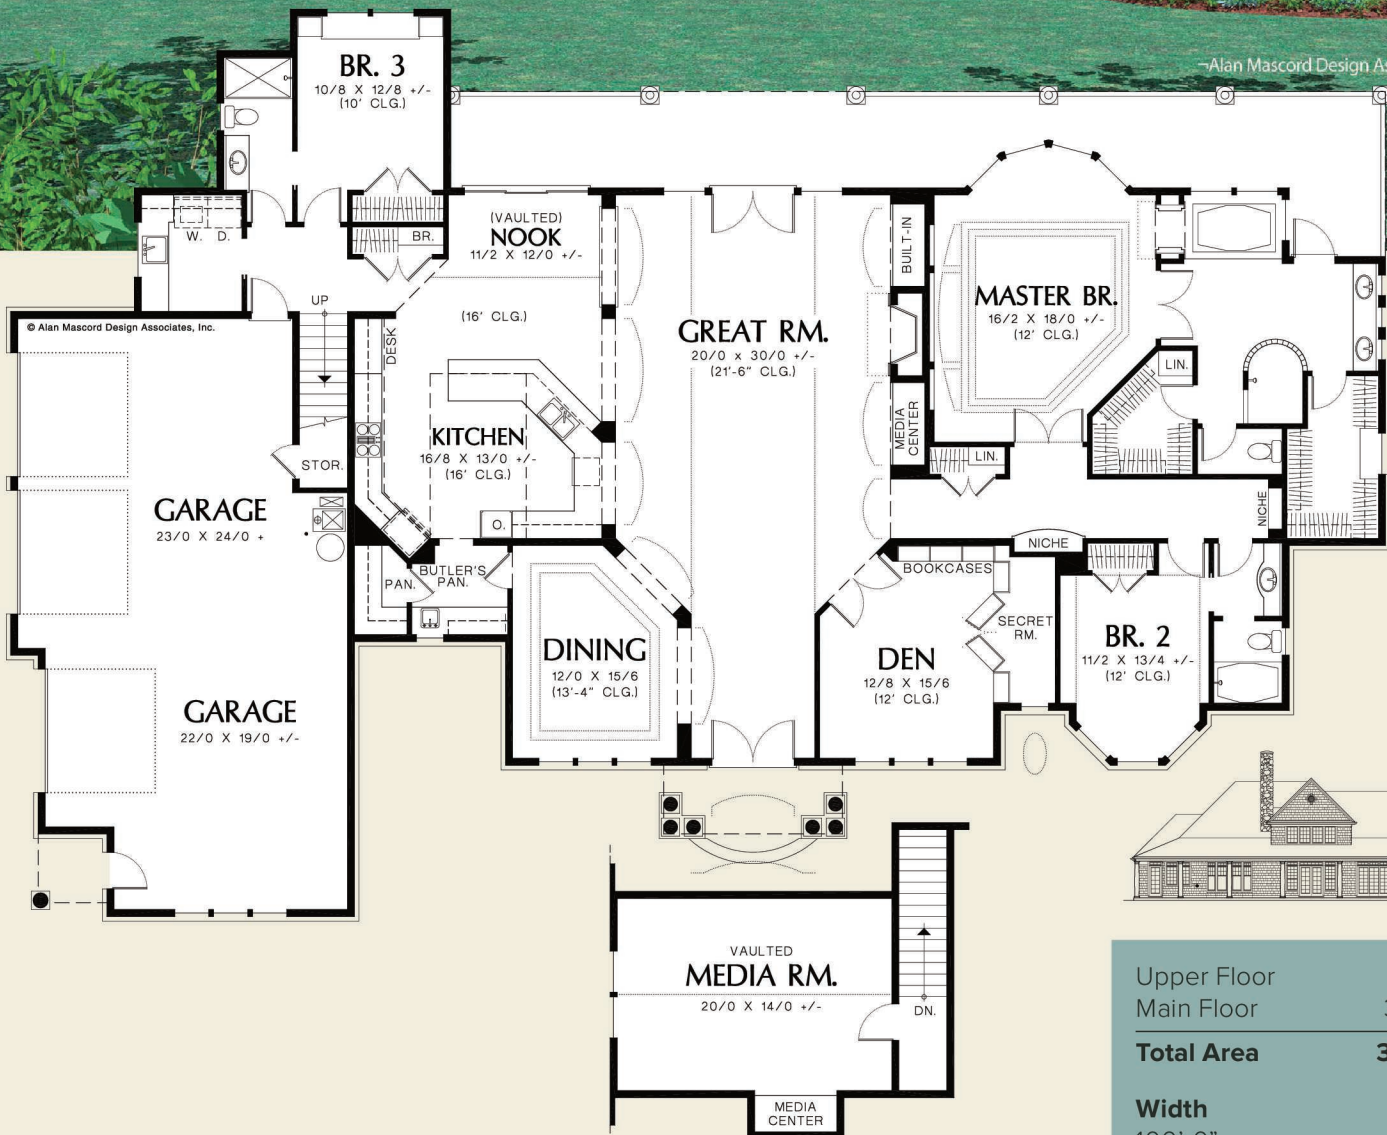 ¬Alan Mascord Design As
BR. 3
10/8 X 12/8 +/-
(10' CLG.)
W. D.
BR.
(VAULTED)
NOOK
11/2 X 12/0 +/-
(16' CLG.)
UP
© Alan Mascord Design Associates, Inc.
DESK
GREAT RM.
20/0 x 30/0 +/-
(21'-6" CLG.)
BUILT-IN
MEDIA
CENTER
MASTER BR.
16/2 X 18/0 +/-
(12' CLG.)
LIN.
KITCHEN
16/8 X 13/0 +/-
(16' CLG.)
STOR.
LIN.
NICHE
NICHE
GARAGE
23/0 X 24/0 +
O.
PAN.
BUTLER'S
PAN.
BOOKCASES
SECRET
RM.
DINING
12/0 X 15/6
(13'-4" CLG.)
DEN
12/8 X 15/6
(12' CLG.)
BR. 2
11/2 X 13/4 +/-
(12' CLG.)
GARAGE
22/0 X 19/0 +/-
VAULTED
MEDIA RM.
20/0 X 14/0 +/-
DN.
MEDIA
CENTER
Upper Floor
Main Floor
Total Area 3
Width